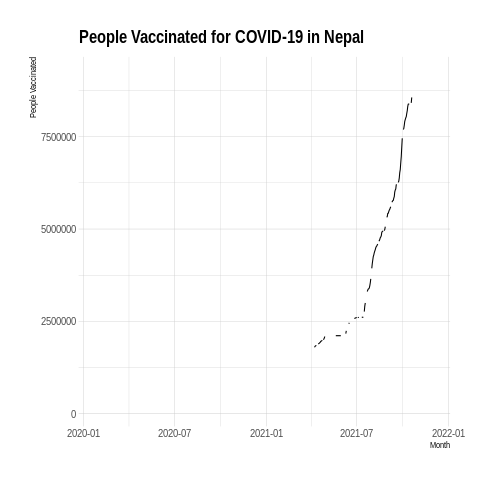 People Vaccinated for COVID-19 in Nepal
People Vaccinated
7500000
5000000
2500000
0
2020-01 2020-07 2021-01 2021-07 2022-01
Month